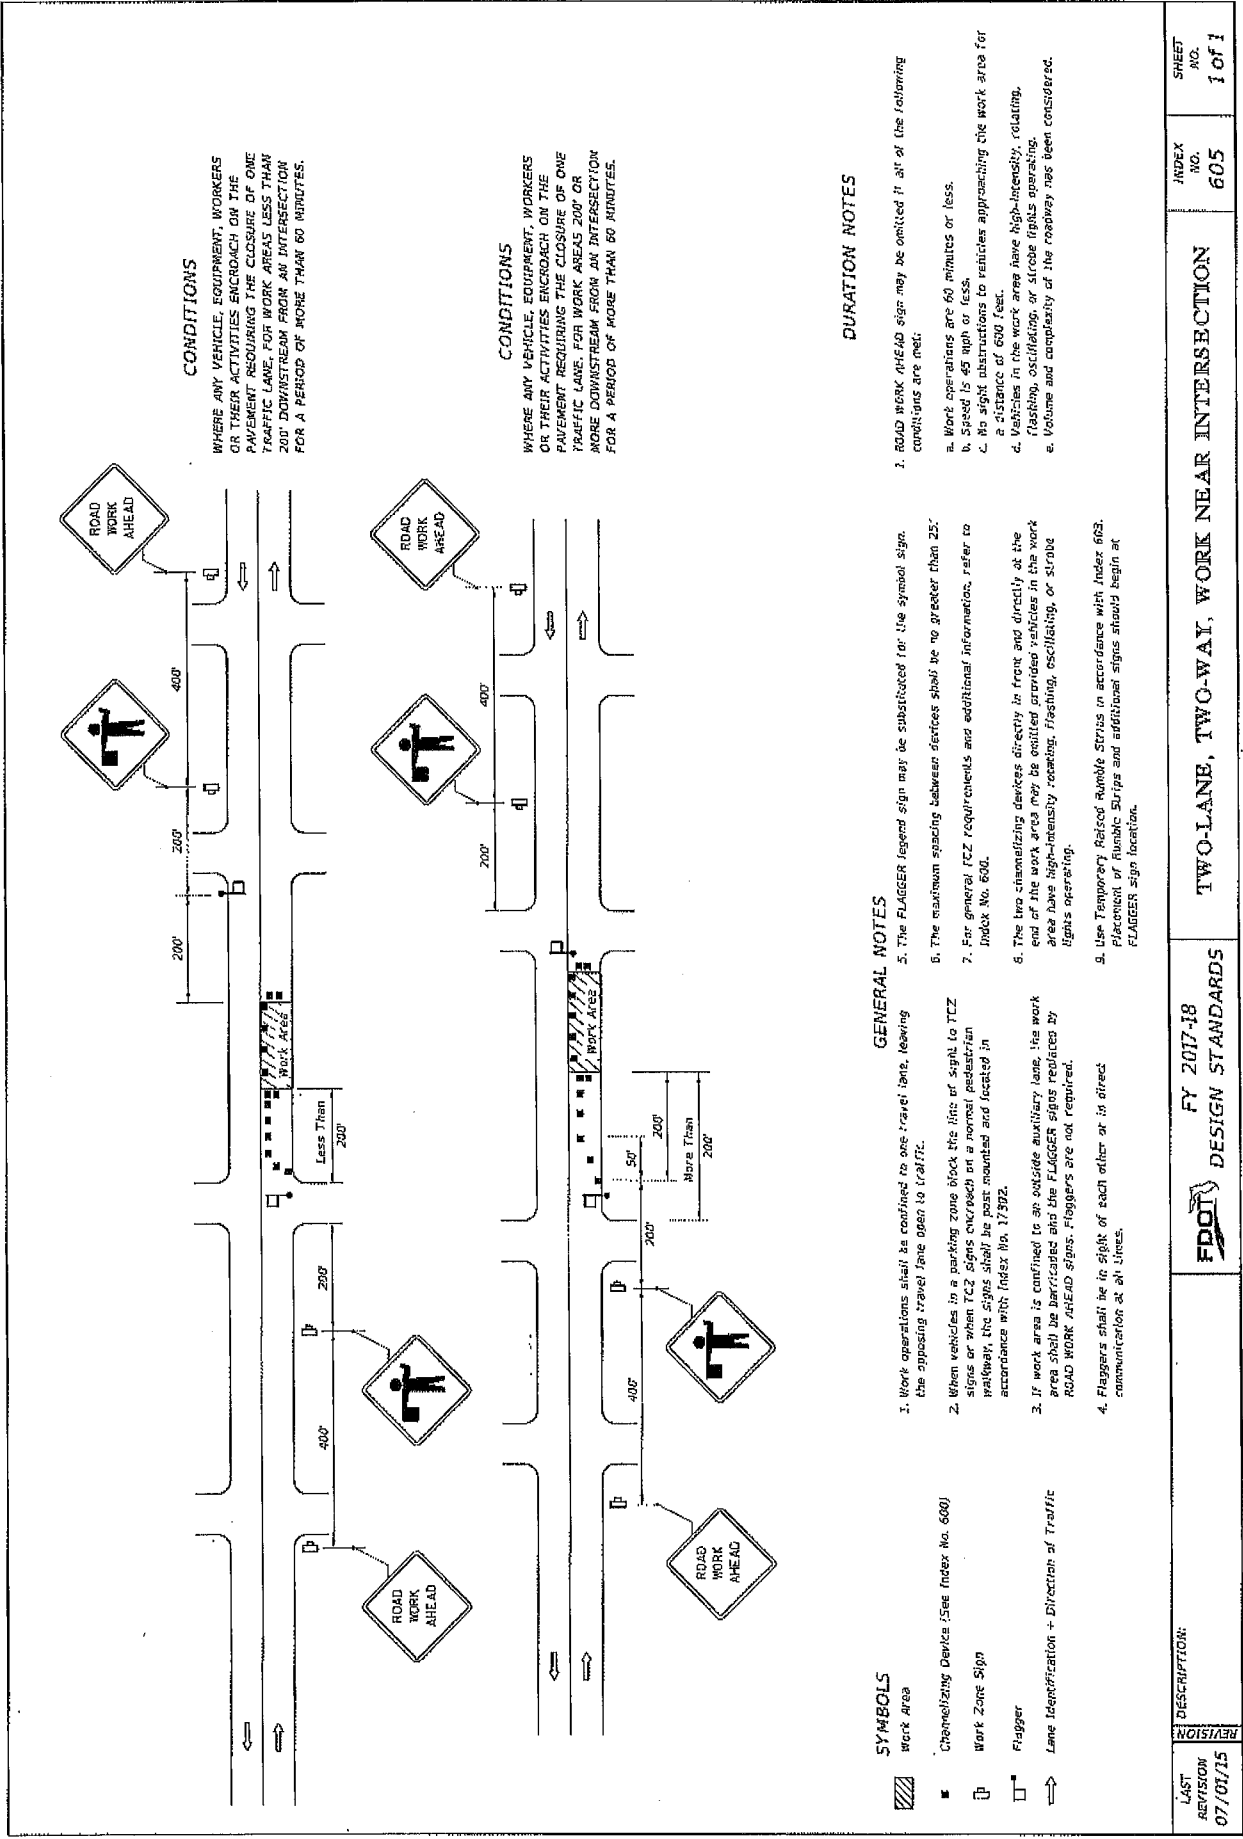 CONDITIONS
WHERE ANY VEHICLE, EQUIPMENT, WORKERS
OR THEIR ACTIVITIES ENCROACH ON THE
PAVEMENT REQUIRING THE CLOSURE OF ONE
TRAFFIC LANE, FOR WORK AREAS LESS THAN
200' DOWNSTREAM FROM AN INTERSECTION
FOR A PERIOD OF MORE THAN 60 MINUTES.
ROAD
WORK
AHEAD
400'
200'
200'
Work Area
Less Than
200'
200'
400'
ROAD
WORK
AHEAD
CONDITIONS
WHERE ANY VEHICLE, EQUIPMENT, WORKERS
OR THEIR ACTIVITIES ENCROACH ON THE
PAVEMENT REQUIRING THE CLOSURE OF ONE
TRAFFIC LANE, FOR WORK AREAS 200' OR
MORE DOWNSTREAM FROM AN INTERSECTION
FOR A PERIOD OF MORE THAN 60 MINUTES.
ROAD
WORK
AHEAD
400'
200'
Work Area
50'
200'
More Than
200'
200'
400'
ROAD
WORK
AHEAD
SYMBOLS
Work Area
Channelizing Device (See Index No. 600)
Work Zone Sign
Flagger
Lane Identification + Direction of Traffic
GENERAL NOTES
1. Work operations shall be confined to one travel lane, leaving
the opposing travel lane open to traffic.
2. When vehicles in a parking zone block the line of sight to TCZ
signs or when TCZ signs encroach on a normal pedestrian
walkway, the signs shall be post mounted and located in
accordance with Index No. 17302.
3. If work area is confined to an outside auxiliary lane, the work
area shall be barricaded and the FLAGGER signs replaced by
ROAD WORK AHEAD signs. Flaggers are not required.
4. Flaggers shall be in sight of each other or in direct
communication at all times.
5. The FLAGGER legend sign may be substituted for the symbol sign.
6. The maximum spacing between devices shall be no greater than 25'.
7. For general TCZ requirements and additional information, refer to
Index No. 600.
8. The two channelizing devices directly in front and directly at the
end of the work area may be omitted provided vehicles in the work
area have high-intensity rotating, flashing, oscillating, or strobe
lights operating.
9. Use Temporary Raised Rumble Strips in accordance with Index 603.
Placement of Rumble Strips and additional signs should begin at
FLAGGER sign location.
DURATION NOTES
1. ROAD WORK AHEAD sign may be omitted if all of the following
conditions are met:
a. Work operations are 60 minutes or less.
b. Speed is 45 mph or less.
c. No sight obstructions to vehicles approaching the work area for
a distance of 600 feet.
d. Vehicles in the work area have high-intensity, rotating,
flashing, oscillating, or strobe lights operating.
e. Volume and complexity of the roadway has been considered.
LAST
REVISION
07/01/15
REVISION
DESCRIPTION:
FDOT
FY 2017-18
DESIGN STANDARDS
TWO-LANE, TWO-WAY, WORK NEAR INTERSECTION
INDEX
NO.
605
SHEET
NO.
1 of 1